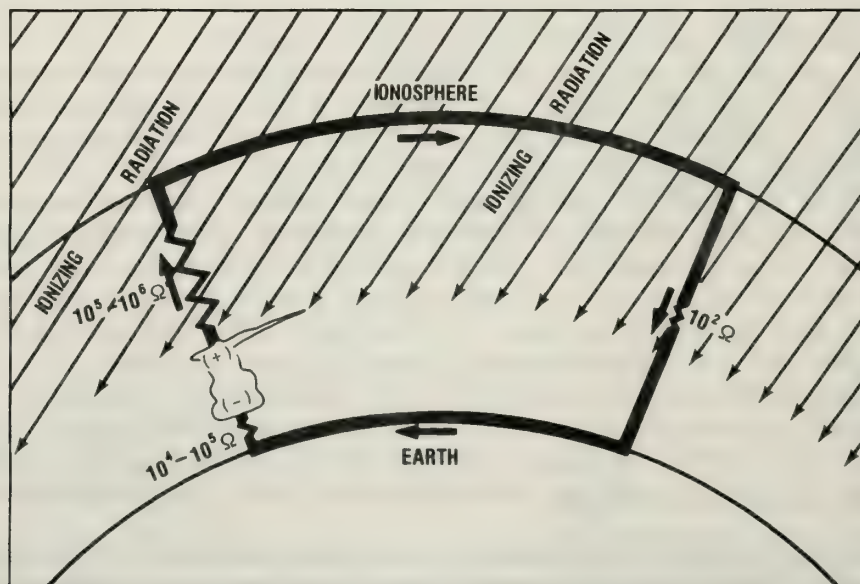 IONOSPHERE
RADIATION
RADIATION
IONIZING
IONIZING
10⁵ < 10⁶ Ω
10² Ω
(+)
(−)
10⁴ – 10⁵ Ω
EARTH